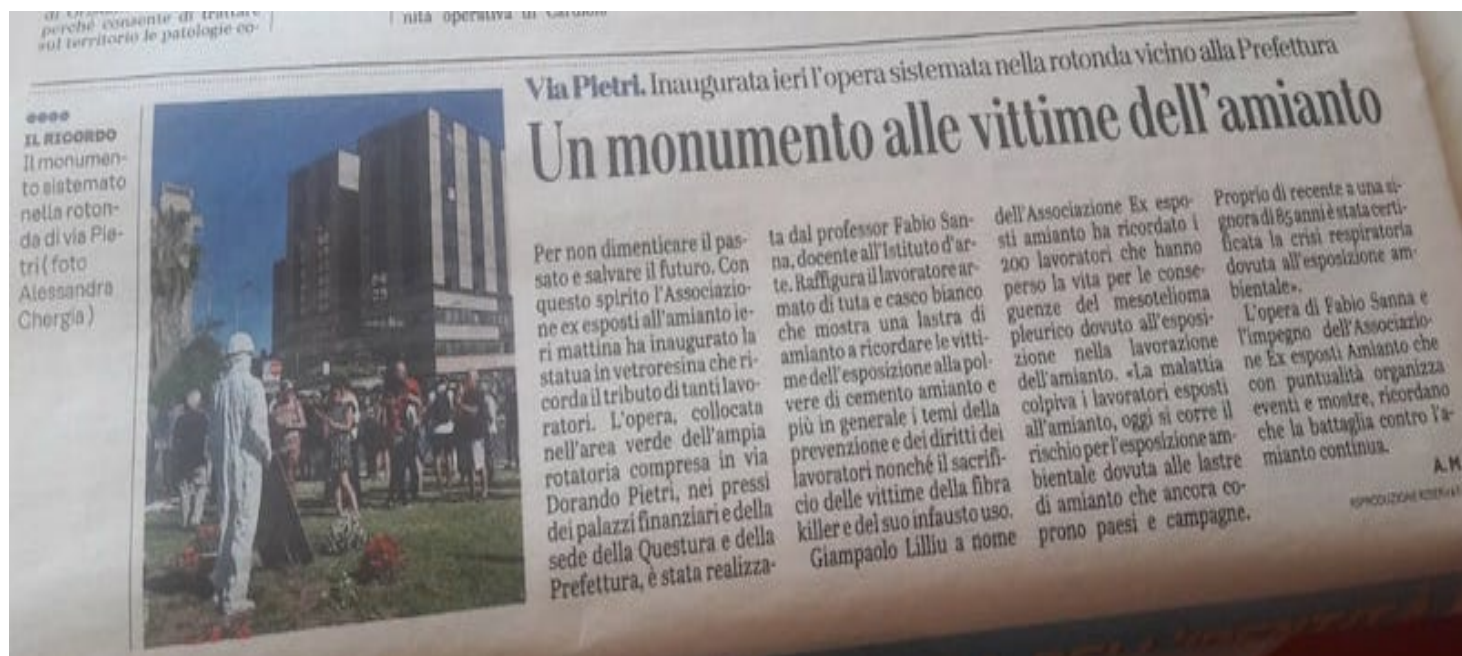 perché consente di trattare
sul territorio le patologie co-
nità operativa di
IL RICORDO
Il monumen-
to sistemato
nella roton-
da di via Pie-
tri (foto
Alessandra
Chergia)
Via Pietri. Inaugurata ieri l'opera sistemata nella rotonda vicino alla Prefettura
Un monumento alle vittime dell'amianto
Per non dimenticare il pas-
sato e salvare il futuro. Con
questo spirito l'Associazio-
ne ex esposti all'amianto ie-
ri mattina ha inaugurato la
statua in vetroresina che ri-
corda il tributo di tanti lavo-
ratori. L'opera, collocata
nell'area verde dell'ampia
rotatoria compresa in via
Dorando Pietri, nei pressi
dei palazzi finanziari e della
sede della Questura e della
Prefettura, è stata realizza-
ta dal professor Fabio San-
na, docente all'Istituto d'ar-
te. Raffigura il lavoratore ar-
mato di tuta e casco bianco
che mostra una lastra di
amianto a ricordare le vitti-
me dell'esposizione alla pol-
vere di cemento amianto e
più in generale i temi della
prevenzione e dei diritti dei
lavoratori nonché il sacrifi-
cio delle vittime della fibra
killer e del suo infausto uso.
Giampaolo Lilliu a nome
dell'Associazione Ex espo-
sti amianto ha ricordato i
200 lavoratori che hanno
perso la vita per le conse-
guenze del mesotelioma
pleurico dovuto all'esposi-
zione nella lavorazione
dell'amianto. «La malattia
colpiva i lavoratori esposti
all'amianto, oggi si corre il
rischio per l'esposizione am-
bientale dovuta alle lastre
di amianto che ancora co-
prono paesi e campagne.
Proprio di recente a una si-
gnora di 85 anni è stata certi-
ficata la crisi respiratoria
dovuta all'esposizione am-
bientale».
L'opera di Fabio Sanna e
l'impegno dell'Associazio-
ne Ex esposti Amianto che
con puntualità organizza
eventi e mostre, ricordano
che la battaglia contro l'a-
mianto continua.
A. M
RIPRODUZIONE